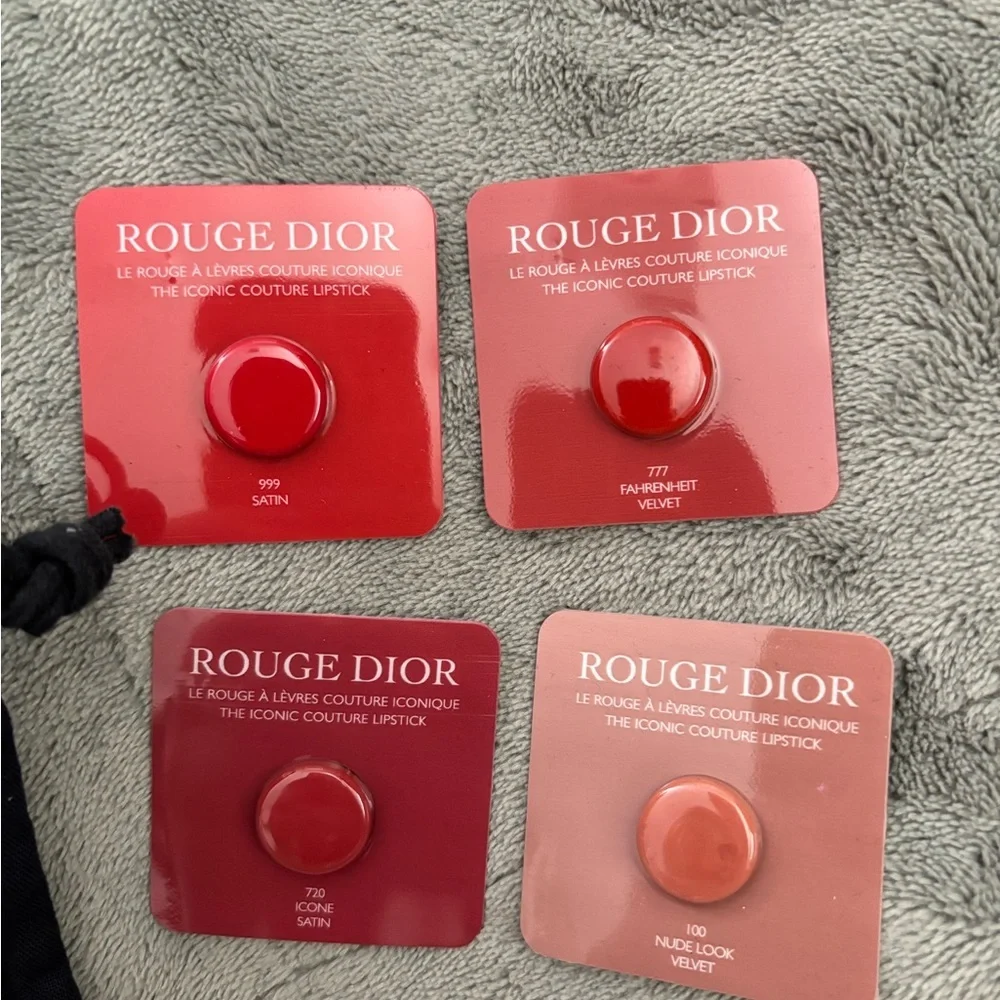 ROUGE DIOR
LE ROUGE À LÈVRES COUTURE ICONIQUE
THE ICONIC COUTURE LIPSTICK
999
SATIN
ROUGE DIOR
LE ROUGE À LÈVRES COUTURE ICONIQUE
THE ICONIC COUTURE LIPSTICK
777
FAHRENHEIT
VELVET
ROUGE DIOR
LE ROUGE À LÈVRES COUTURE ICONIQUE
THE ICONIC COUTURE LIPSTICK
720
ICONE
SATIN
ROUGE DIOR
LE ROUGE À LÈVRES COUTURE ICONIQUE
THE ICONIC COUTURE LIPSTICK
100
NUDE LOOK
VELVET